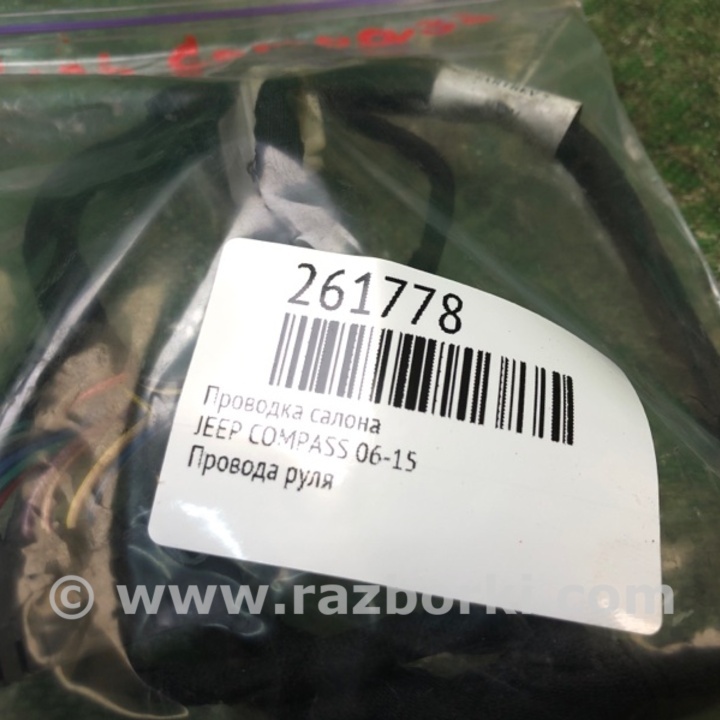 261778
Проводка салона
JEEP COMPASS 06-15
Провода руля
© www.razborki.com